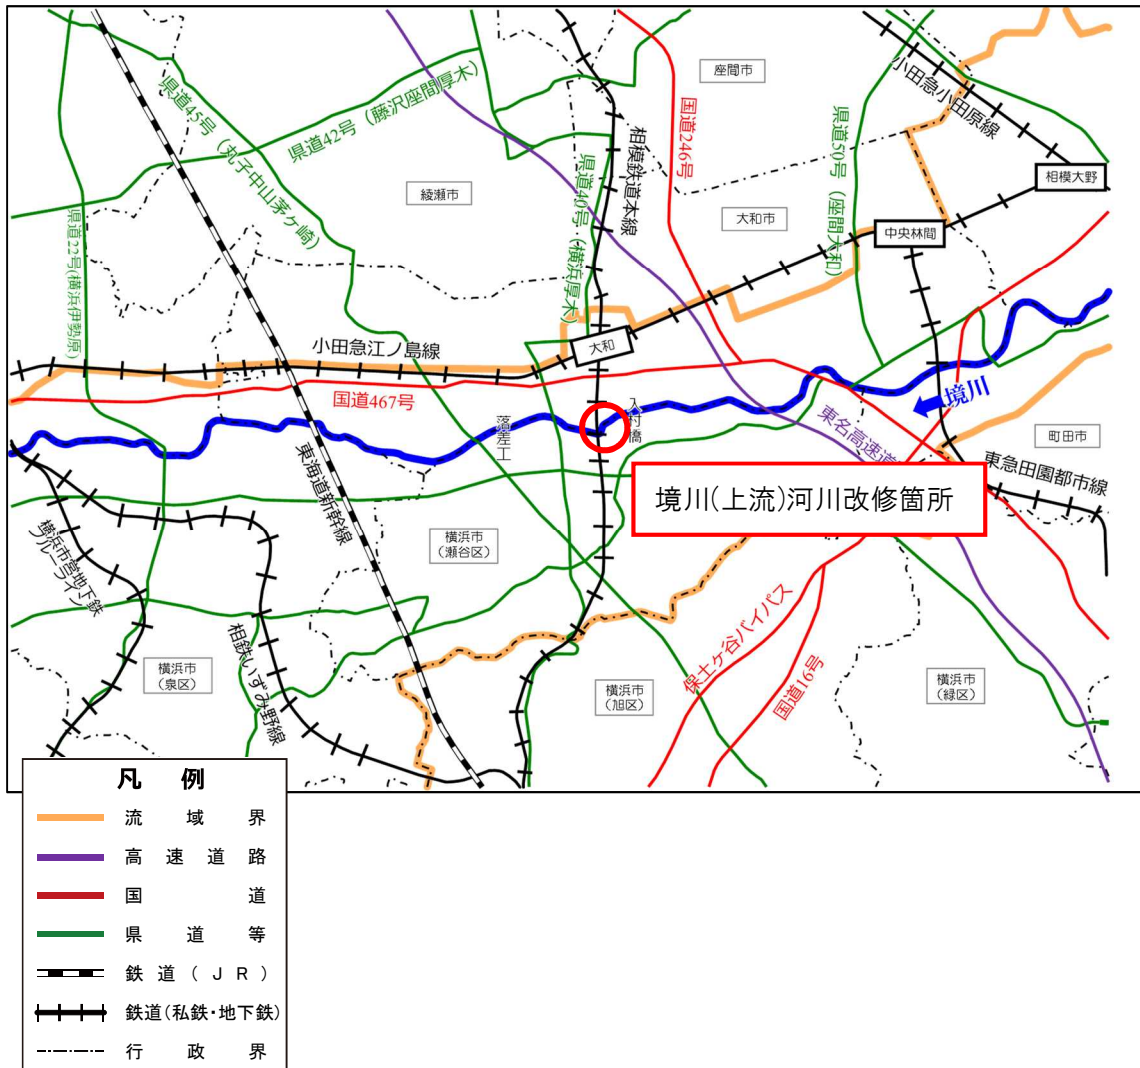 座間市
小田急小田原線
国道246号
県道45号 (丸子中山茅ヶ崎)
県道42号 (藤沢座間厚木)
相模鉄道本線
県道50号 (座間大和)
県道40号 (横浜厚木)
相模大野
綾瀬市
大和市
中央林間
県道22号(横浜伊勢原)
小田急江ノ島線
大和
国道467号
境川
入村橋
落差工
東名高速道
町田市
東海道新幹線
東急田園都市線
境川(上流)河川改修箇所
横浜市
(瀬谷区)
横浜市営地下鉄
ブルーライン
相鉄いずみ野線
保土ヶ谷バイパス
国道16号
横浜市
(泉区)
横浜市
(旭区)
横浜市
(緑区)
凡 例
流 域 界
高 速 道 路
国 道
県 道 等
鉄 道 ( J R )
鉄道(私鉄・地下鉄)
行 政 界